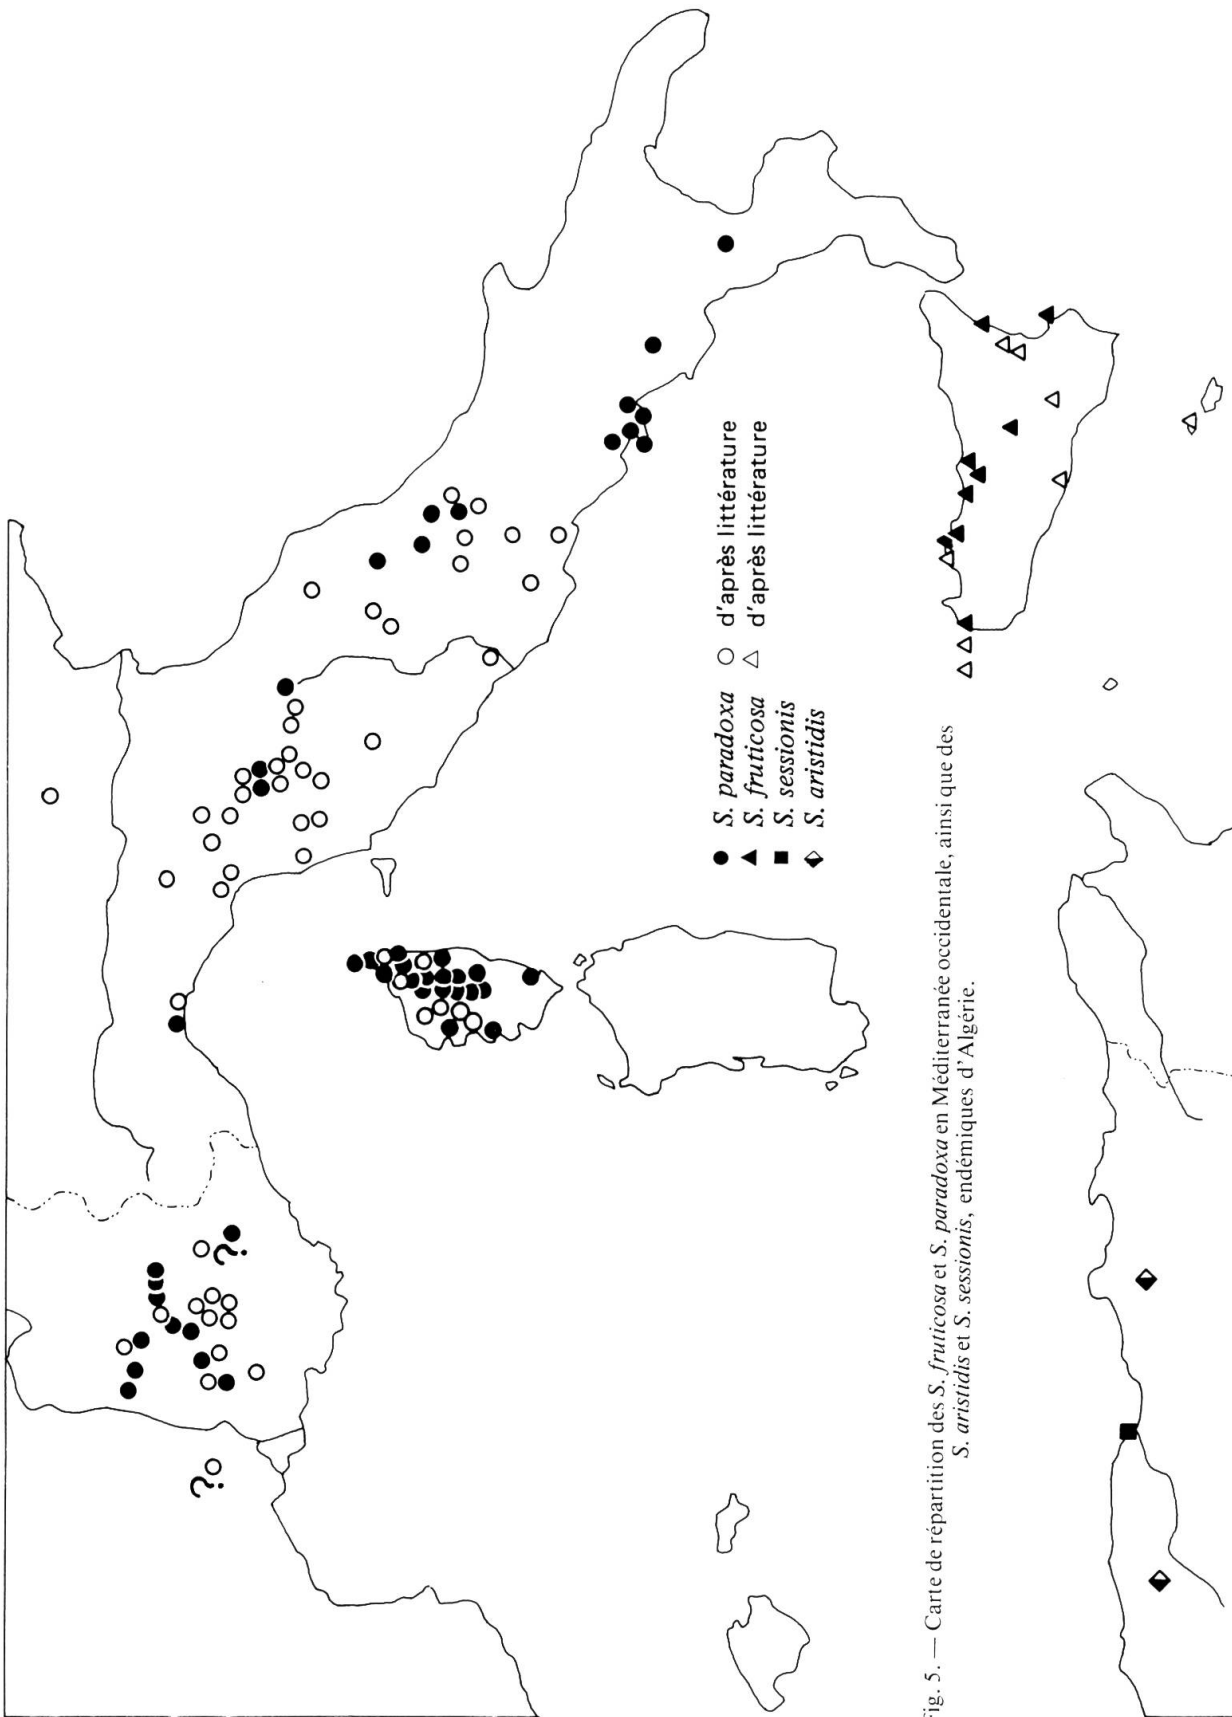 ● S. paradoxa ○ d'après littérature
▲ S. fruticosa △ d'après littérature
■ S. sessionis
⬙ S. aristidis
?
?
ig. 5. — Carte de répartition des S. fruticosa et S. paradoxa en Méditerranée occidentale, ainsi que des
S. aristidis et S. sessionis, endémiques d'Algérie.